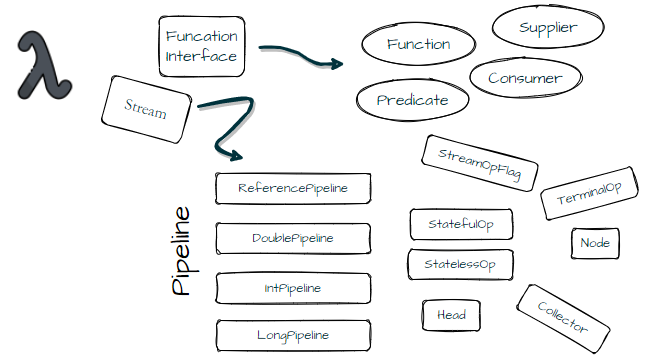 λ
Funcation
Interface
Function
Supplier
Consumer
Predicate
Stream
StreamOpFlag
TerminalOp
Pipeline
ReferencePipeline
DoublePipeline
IntPipeline
LongPipeline
StatefulOp
StatelessOp
Node
Head
Collector